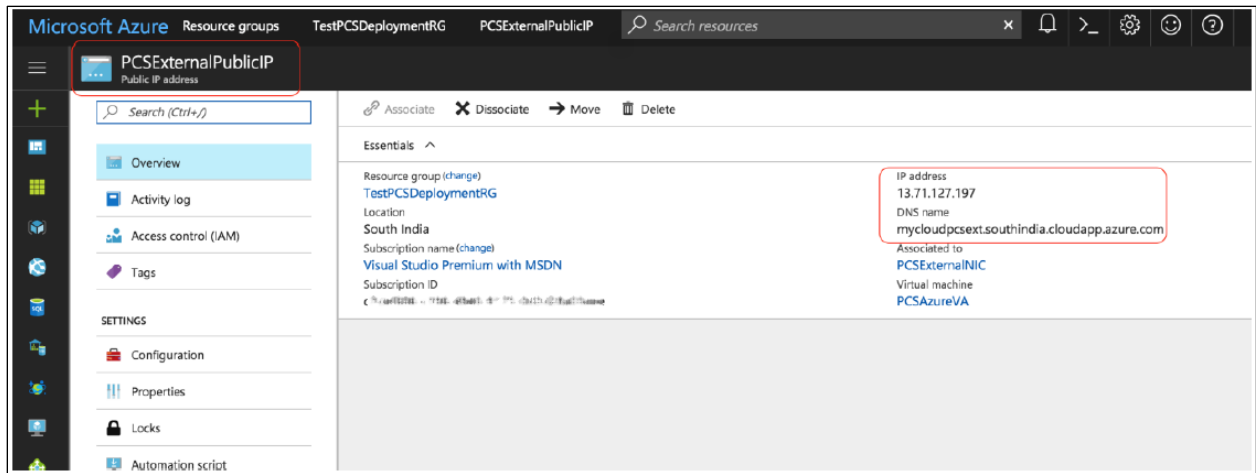 Microsoft Azure Resource groups TestPCSDeploymentRG PCSExternalPublicIP Search resources
PCSExternalPublicIP
Public IP address
Search (Ctrl+/)
Overview
Activity log
Access control (IAM)
Tags
SETTINGS
Configuration
Properties
Locks
Automation script
Associate Dissociate Move Delete
Essentials
Resource group (change)
TestPCSDeploymentRG
Location
South India
Subscription name (change)
Visual Studio Premium with MSDN
Subscription ID
IP address
13.71.127.197
DNS name
mycloudpcsext.southindia.cloudapp.azure.com
Associated to
PCSExternalNIC
Virtual machine
PCSAzureVA